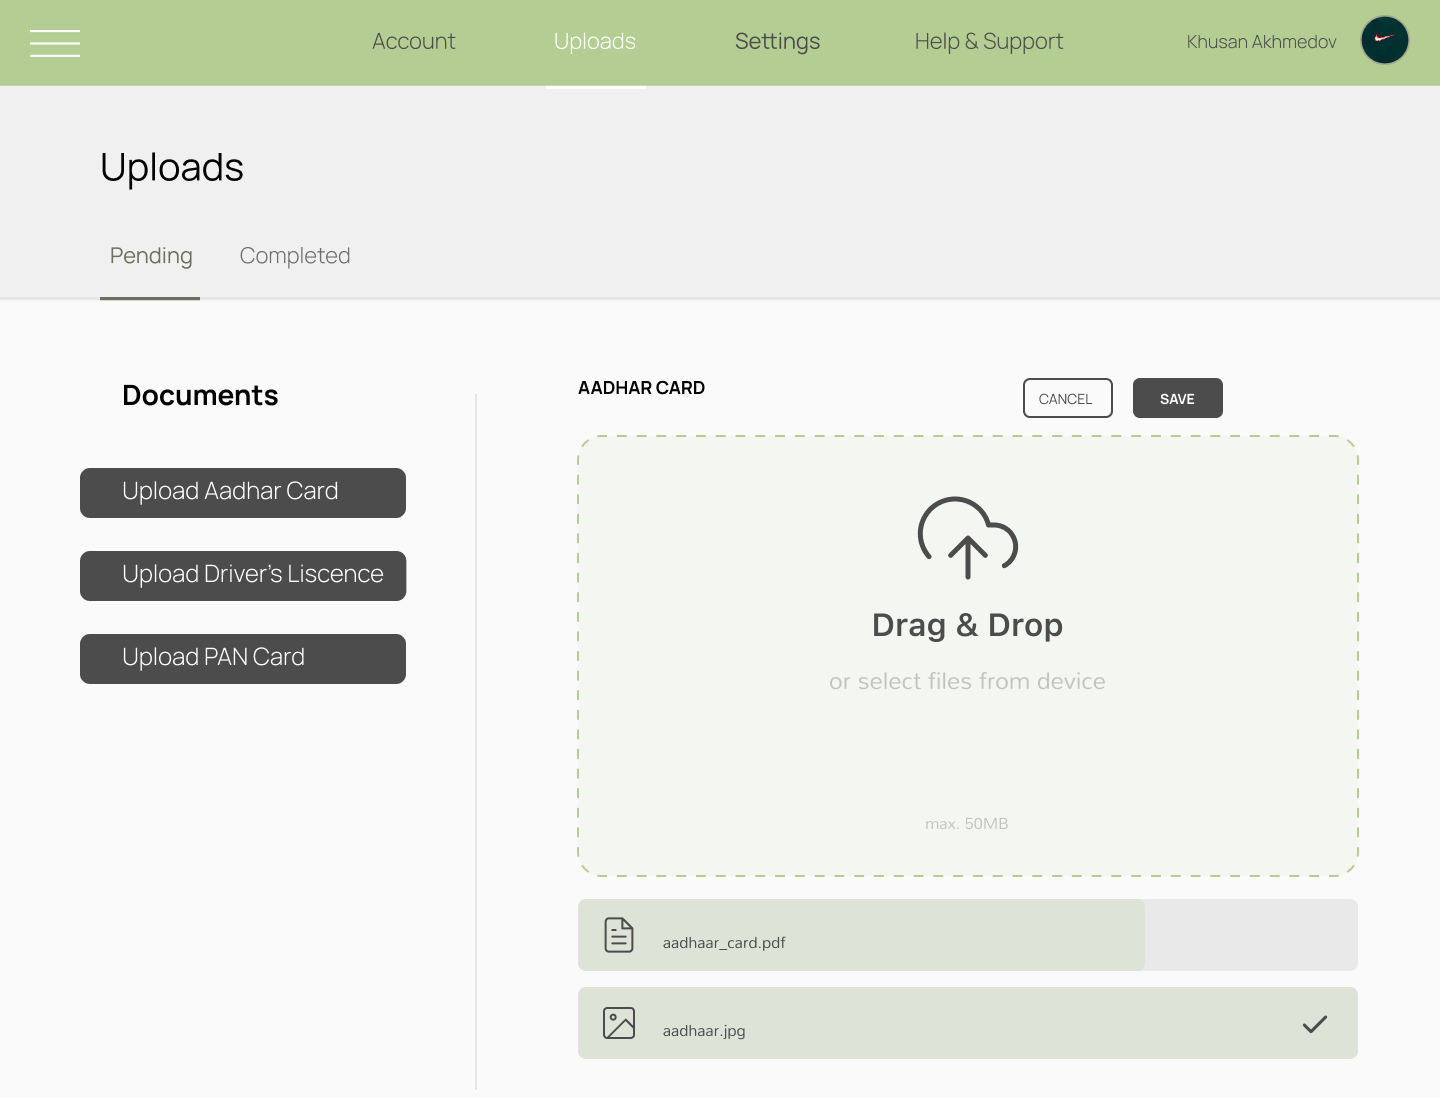 Account
Uploads
Settings
Help & Support
Khusan Akhmedov
Uploads
Pending
Completed
Documents
Upload Aadhar Card
Upload Driver's Liscence
Upload PAN Card
AADHAR CARD
CANCEL
SAVE
Drag & Drop
or select files from device
max. 50MB
aadhaar_card.pdf
aadhaar.jpg